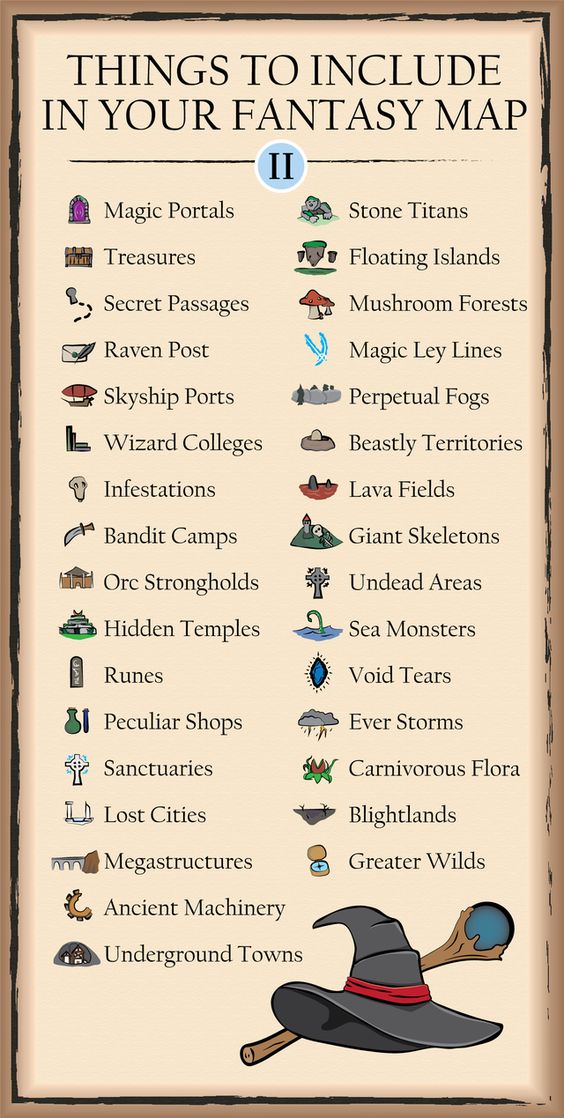 THINGS TO INCLUDE
IN YOUR FANTASY MAP
II
Magic Portals
Treasures
Secret Passages
Raven Post
Skyship Ports
Wizard Colleges
Infestations
Bandit Camps
Orc Strongholds
Hidden Temples
Runes
Peculiar Shops
Sanctuaries
Lost Cities
Megastructures
Ancient Machinery
Underground Towns
Stone Titans
Floating Islands
Mushroom Forests
Magic Ley Lines
Perpetual Fogs
Beastly Territories
Lava Fields
Giant Skeletons
Undead Areas
Sea Monsters
Void Tears
Ever Storms
Carnivorous Flora
Blightlands
Greater Wilds